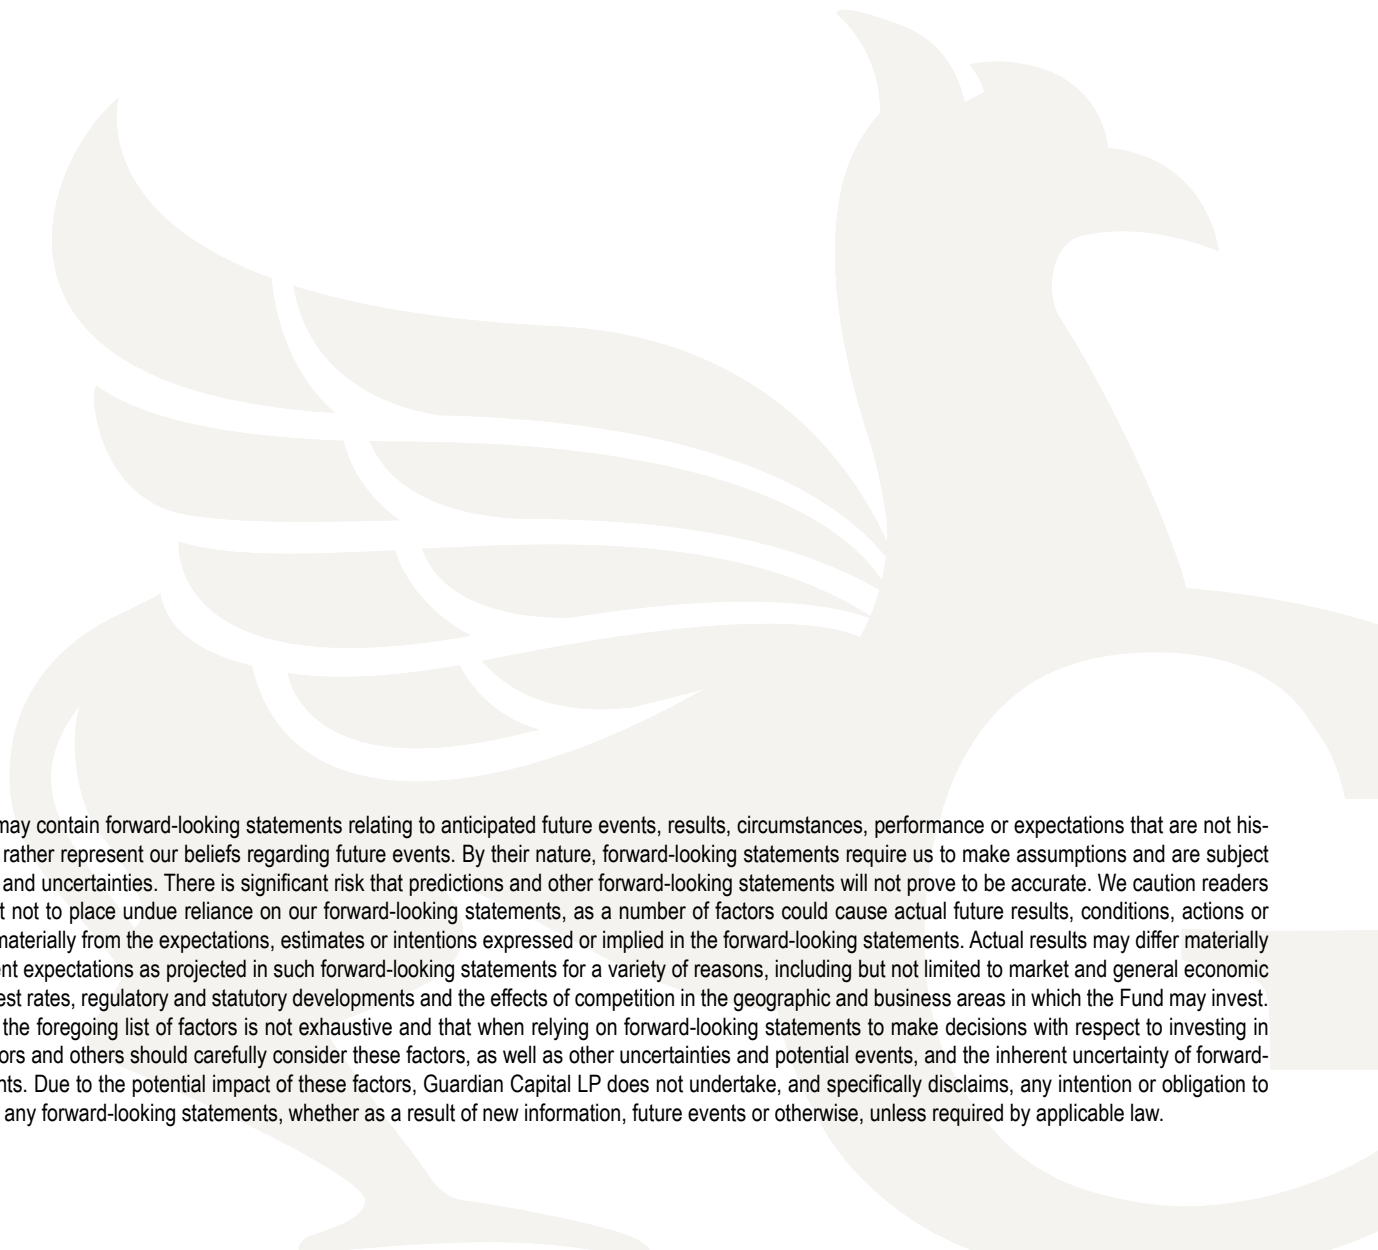 may contain forward-looking statements relating to anticipated future events, results, circumstances, performance or expectations that are not his-
rather represent our beliefs regarding future events. By their nature, forward-looking statements require us to make assumptions and are subject
and uncertainties. There is significant risk that predictions and other forward-looking statements will not prove to be accurate. We caution readers
not to place undue reliance on our forward-looking statements, as a number of factors could cause actual future results, conditions, actions or
materially from the expectations, estimates or intentions expressed or implied in the forward-looking statements. Actual results may differ materially
expectations as projected in such forward-looking statements for a variety of reasons, including but not limited to market and general economic
rates, regulatory and statutory developments and the effects of competition in the geographic and business areas in which the Fund may invest.
the foregoing list of factors is not exhaustive and that when relying on forward-looking statements to make decisions with respect to investing in
and others should carefully consider these factors, as well as other uncertainties and potential events, and the inherent uncertainty of forward-
Due to the potential impact of these factors, Guardian Capital LP does not undertake, and specifically disclaims, any intention or obligation to
any forward-looking statements, whether as a result of new information, future events or otherwise, unless required by applicable law.